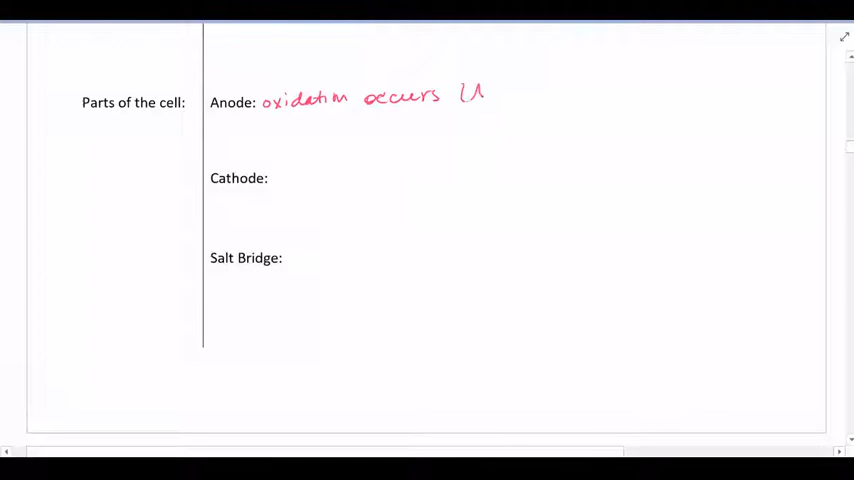 Parts of the cell: Anode: oxidation occurs
Cathode:
Salt Bridge: